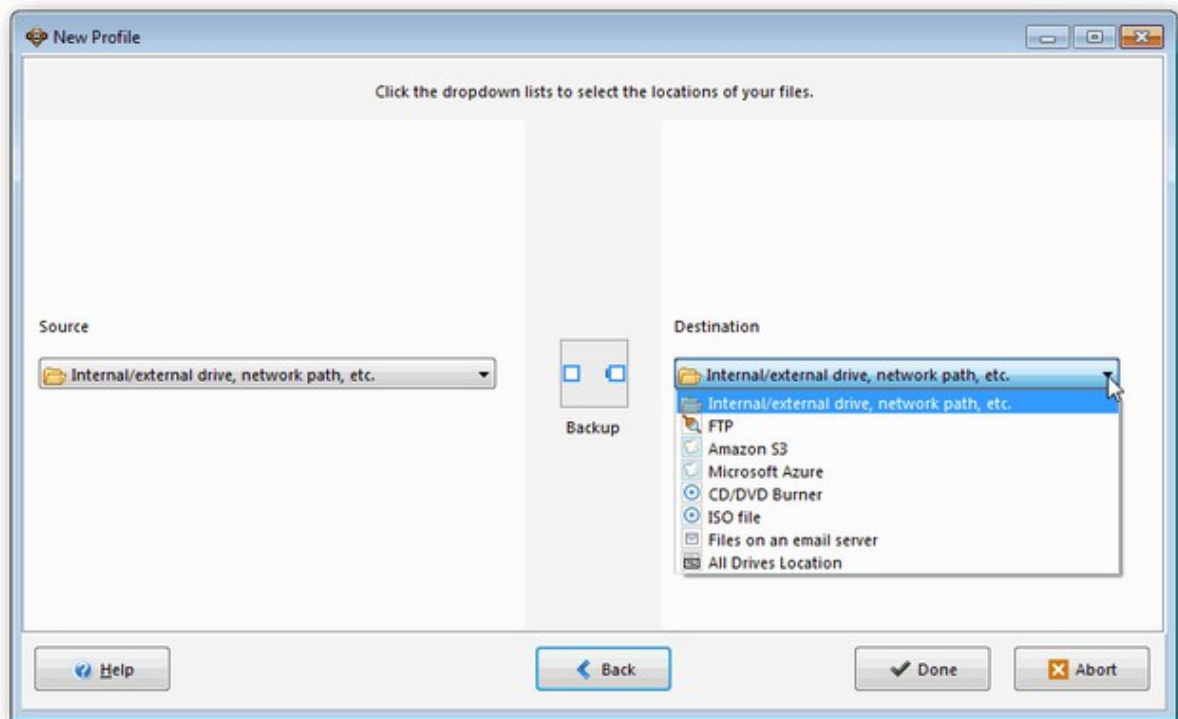 New Profile
Click the dropdown lists to select the locations of your files.
Source
Internal/external drive, network path, etc.
Backup
Destination
Internal/external drive, network path, etc.
Internal/external drive, network path, etc.
FTP
Amazon S3
Microsoft Azure
CD/DVD Burner
ISO file
Files on an email server
All Drives Location
Help
Back
Done
Abort